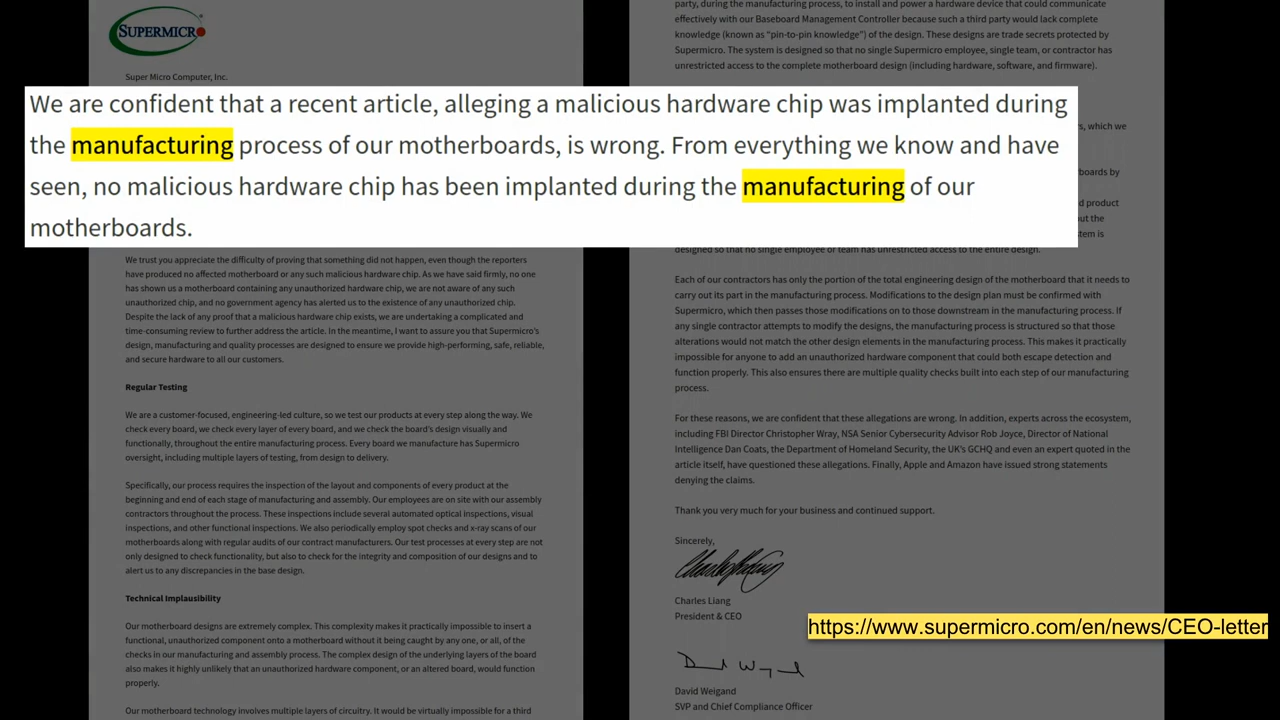 SUPERMICRO
Super Micro Computer, Inc.
We are confident that a recent article, alleging a malicious hardware chip was implanted during
the manufacturing process of our motherboards, is wrong. From everything we know and have
seen, no malicious hardware chip has been implanted during the manufacturing of our
motherboards.
We trust you appreciate the difficulty of proving that something did not happen, even though the reporters
have produced no affected motherboard or any such malicious hardware chip. As we have said firmly, no one
has shown us a motherboard containing any unauthorized hardware chip, we are not aware of any such
unauthorized chip, and no government agency has alerted us to the existence of any unauthorized chip.
Despite the lack of any proof that a malicious hardware chip exists, we are undertaking a complicated and
time-consuming review to further address the article. In the meantime, I want to assure you that Supermicro's
design, manufacturing and quality processes are designed to ensure we provide high-performing, safe, reliable,
and secure hardware to all our customers.
Regular Testing
We are a customer-focused, engineering-led culture, so we test our products at every step along the way. We
check every board, we check every layer of every board, and we check the board's design visually and
functionally, throughout the entire manufacturing process. Every board we manufacture has Supermicro
oversight, including multiple layers of testing, from design to delivery.
Specifically, our process requires the inspection of the layout and components of every product at the
beginning and end of each stage of manufacturing and assembly. Our employees are on site with our assembly
contractors throughout the process. These inspections include several automated optical inspections, visual
inspections, and other functional inspections. We also periodically employ spot checks and x-ray scans of our
motherboards along with regular audits of our contract manufacturers. Our test processes at every step are not
only designed to check functionality, but also to check for the integrity and composition of our designs and to
alert us to any discrepancies in the base design.
Technical Implausibility
Our motherboard designs are extremely complex. This complexity makes it practically impossible to insert a
functional, unauthorized component onto a motherboard without it being caught by any one, or all, of the
checks in our manufacturing and assembly process. The complex design of the underlying layers of the board
also makes it highly unlikely that an unauthorized hardware component, or an altered board, would function
properly.
Our motherboard technology involves multiple layers of circuitry. It would be virtually impossible for a third
party, during the manufacturing process, to install and power a hardware device that could communicate
effectively with our Baseboard Management Controller because such a third party would lack complete
knowledge (known as “pin-to-pin knowledge”) of the design. These designs are trade secrets protected by
Supermicro. The system is designed so that no single Supermicro employee, single team, or contractor has
unrestricted access to the complete motherboard design (including hardware, software, and firmware).
, which we
boards by
d product
out the
stem is
designed so that no single employee or team has unrestricted access to the entire design.
Each of our contractors has only the portion of the total engineering design of the motherboard that it needs to
carry out its part in the manufacturing process. Modifications to the design plan must be confirmed with
Supermicro, which then passes those modifications on to those downstream in the manufacturing process. If
any single contractor attempts to modify the designs, the manufacturing process is structured so that those
alterations would not match the other design elements in the manufacturing process. This makes it practically
impossible for anyone to add an unauthorized hardware component that could both escape detection and
function properly. This also ensures there are multiple quality checks built into each step of our manufacturing
process.
For these reasons, we are confident that these allegations are wrong. In addition, experts across the ecosystem,
including FBI Director Christopher Wray, NSA Senior Cybersecurity Advisor Rob Joyce, Director of National
Intelligence Dan Coats, the Department of Homeland Security, the UK's GCHQ and even an expert quoted in the
article itself, have questioned these allegations. Finally, Apple and Amazon have issued strong statements
denying the claims.
Thank you very much for your business and continued support.
Sincerely,
Charles Liang
President & CEO
https://www.supermicro.com/en/news/CEO-letter
David Weigand
SVP and Chief Compliance Officer